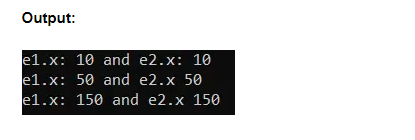 Output:
e1.x: 10 and e2.x: 10
e1.x: 50 and e2.x 50
e1.x: 150 and e2.x 150